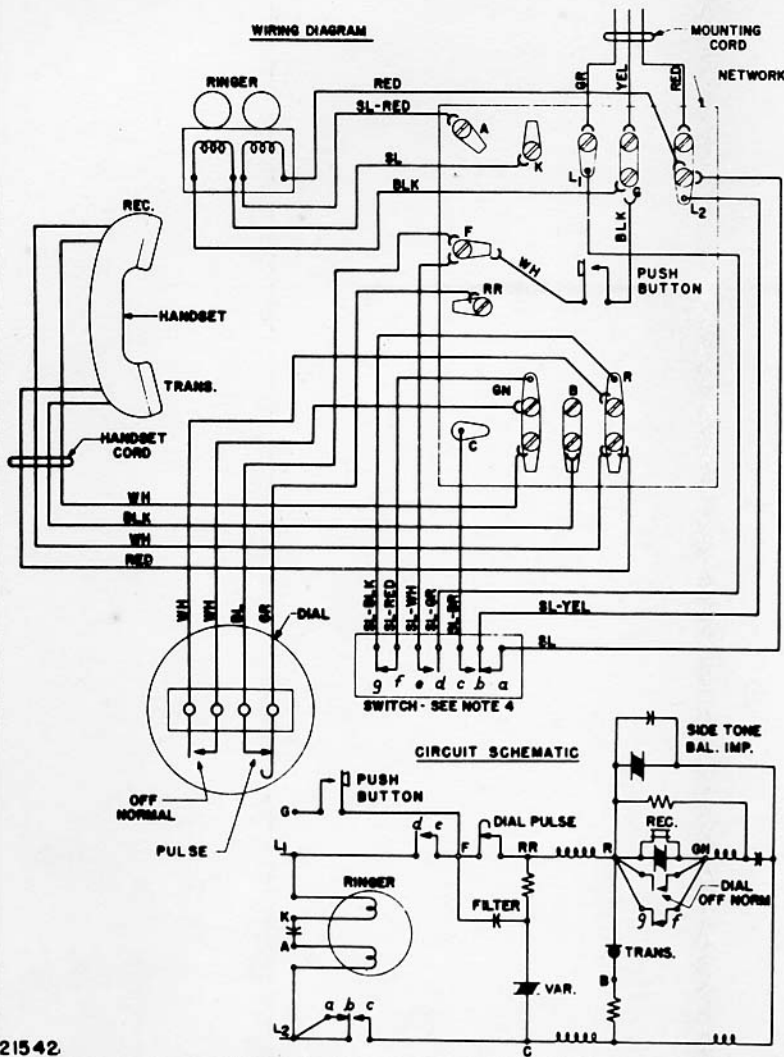 WIRING DIAGRAM
MOUNTING
CORD
NETWORK
RINGER
RED
SL-RED
SL
BLK
GR
YEL
RED
A
K
L1
G
L2
BLK
REC.
F
WH
PUSH
BUTTON
RR
HANDSET
TRANS.
GN
B
R
C
HANDSET
CORD
WH
BLK
WH
RED
WH
WH
BL
GR
DIAL
SL-BLK
SL-RED
SL-WH
SL-GR
SL-BR
SL-YEL
SL
g f e d c b a
SWITCH - SEE NOTE 4
OFF
NORMAL
PULSE
CIRCUIT SCHEMATIC
SIDE TONE
BAL. IMP.
G
PUSH
BUTTON
d e
DIAL PULSE
L1
F
RR
R
REC.
GN
RINGER
K
A
FILTER
DIAL
OFF NORM
g f
TRANS.
B
VAR.
a b c
L2
C
21542